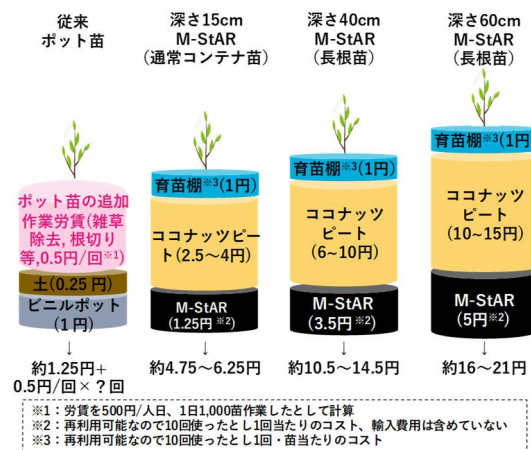 従来
ポット苗
深さ15cm
M-StAR
(通常コンテナ苗)
深さ40cm
M-StAR
(長根苗)
深さ60cm
M-StAR
(長根苗)
ポット苗の追加
作業労賃(雑草
除去, 根切り
等,0.5円/回※1)
土(0.25 円)
ビニルポット
(1 円)
育苗棚※3(1円)
ココナッツピー
ト(2.5~4円)
M-StAR
(1.25円 ※2)
育苗棚※3(1円)
ココナッツ
ピート
(6~10円)
M-StAR
(3.5円 ※2)
育苗棚※3(1円)
ココナッツ
ピート
(10~15円)
M-StAR
(5円※2)
↓
約1.25円+
0.5円/回×?回
↓
約4.75~6.25円
↓
約10.5~14.5円
↓
約16~21円
※1:労賃を500円/人日、1日1,000苗作業したとして計算
※2:再利用可能なので10回使ったとし1回当たりのコスト、輸入費用は含めていない
※3:再利用可能なので10回使ったとし1回・苗当たりのコスト